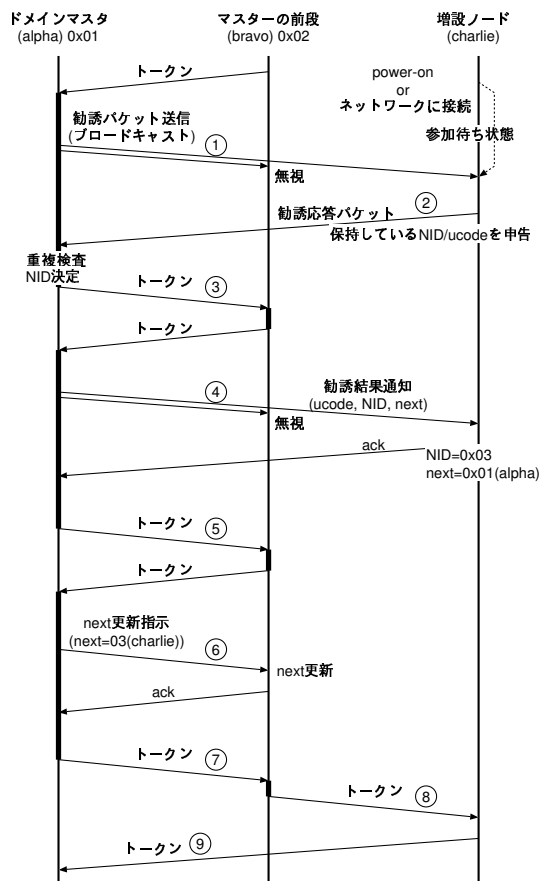 ドメインマスタ
(alpha) 0x01
マスターの前段
(bravo) 0x02
増設ノード
(charlie)
トークン
power-on
or
ネットワークに接続
参加待ち状態
勧誘パケット送信
(ブロードキャスト)
①
無視
②
勧誘応答パケット
保持しているNID/ucodeを申告
重複検査
NID決定
トークン ③
トークン
④
勧誘結果通知
(ucode, NID, next)
無視
ack
NID=0x03
next=0x01(alpha)
トークン ⑤
トークン
next更新指示
(next=03(charlie))
⑥
next更新
ack
トークン ⑦
トークン ⑧
トークン ⑨